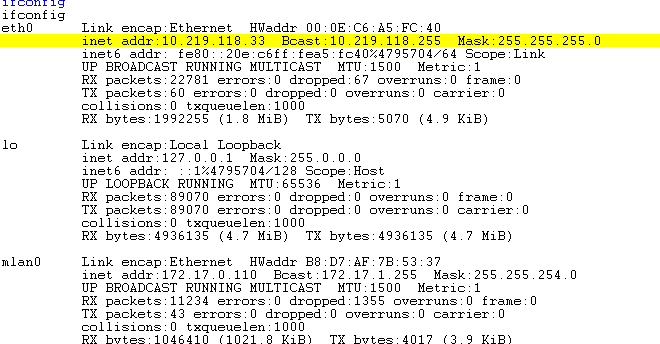 ifconfig
ifconfig
eth0 Link encap:Ethernet HWaddr 00:0E:C6:A5:FC:40
inet addr:10.219.118.33 Bcast:10.219.118.255 Mask:255.255.255.0
inet6 addr: fe80::20e:c6ff:fea5:fc40%4795704/64 Scope:Link
UP BROADCAST RUNNING MULTICAST MTU:1500 Metric:1
RX packets:22781 errors:0 dropped:67 overruns:0 frame:0
TX packets:60 errors:0 dropped:0 overruns:0 carrier:0
collisions:0 txqueuelen:1000
RX bytes:1992255 (1.8 MiB) TX bytes:5070 (4.9 KiB)
lo Link encap:Local Loopback
inet addr:127.0.0.1 Mask:255.0.0.0
inet6 addr: ::1%4795704/128 Scope:Host
UP LOOPBACK RUNNING MTU:65536 Metric:1
RX packets:89070 errors:0 dropped:0 overruns:0 frame:0
TX packets:89070 errors:0 dropped:0 overruns:0 carrier:0
collisions:0 txqueuelen:1000
RX bytes:4936135 (4.7 MiB) TX bytes:4936135 (4.7 MiB)
mlan0 Link encap:Ethernet HWaddr B8:D7:AF:7B:53:37
inet addr:172.17.0.110 Bcast:172.17.1.255 Mask:255.255.254.0
UP BROADCAST RUNNING MULTICAST MTU:1500 Metric:1
RX packets:11234 errors:0 dropped:1355 overruns:0 frame:0
TX packets:43 errors:0 dropped:0 overruns:0 carrier:0
collisions:0 txqueuelen:1000
RX bytes:1046410 (1021.8 KiB) TX bytes:4017 (3.9 KiB)